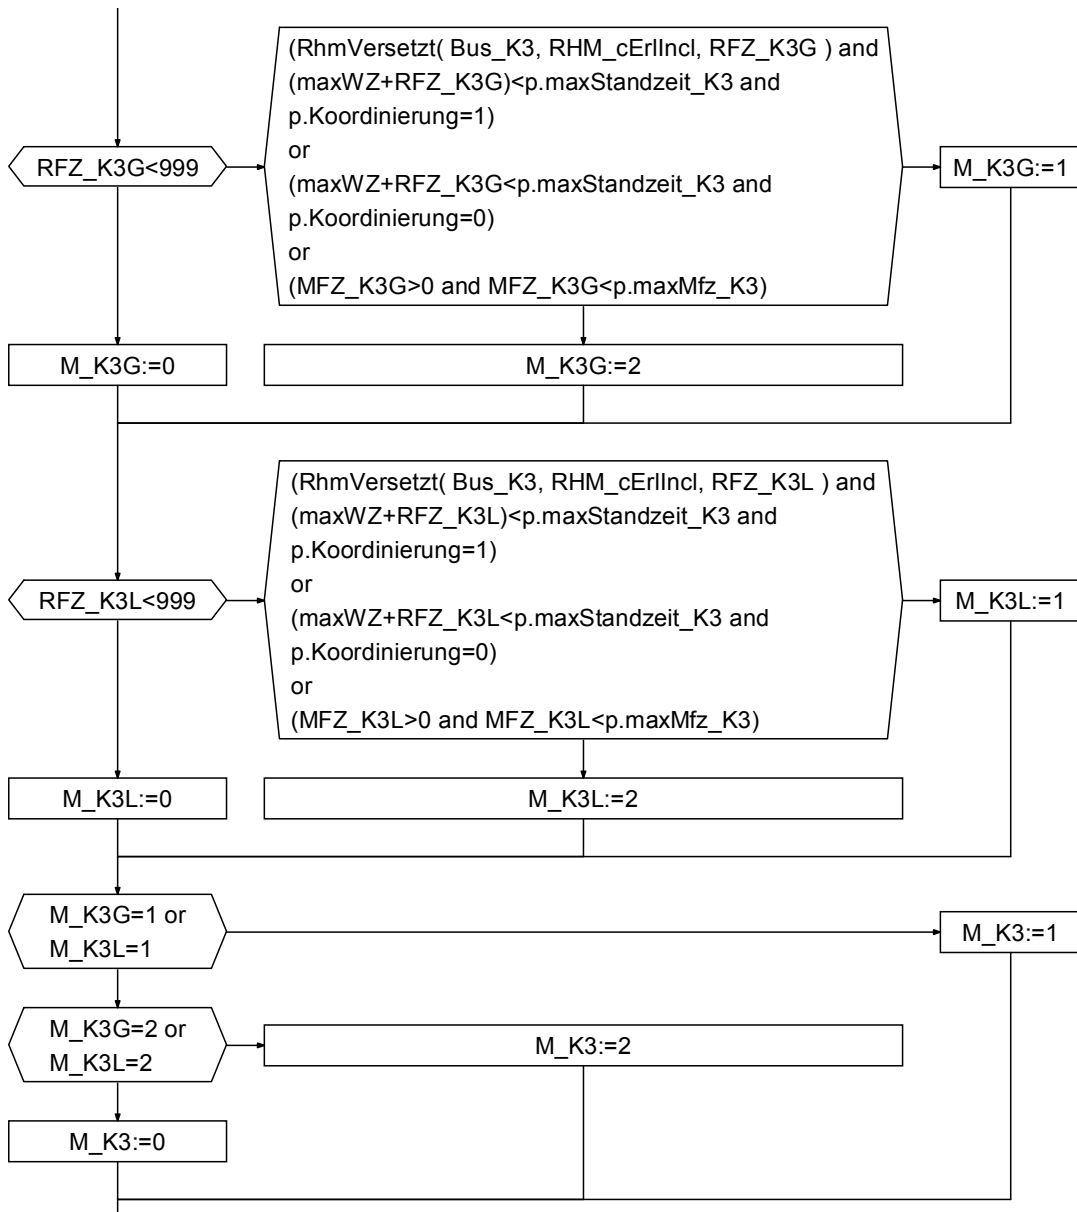 (RhmVersetzt( Bus_K3, RHM_cErlIncl, RFZ_K3G ) and
(maxWZ+RFZ_K3G)<p.maxStandzeit_K3 and
p.Koordinierung=1)
or
(maxWZ+RFZ_K3G<p.maxStandzeit_K3 and
p.Koordinierung=0)
or
(MFZ_K3G>0 and MFZ_K3G<p.maxMfz_K3)
RFZ_K3G<999
M_K3G:=1
M_K3G:=0
M_K3G:=2
(RhmVersetzt( Bus_K3, RHM_cErlIncl, RFZ_K3L ) and
(maxWZ+RFZ_K3L)<p.maxStandzeit_K3 and
p.Koordinierung=1)
or
(maxWZ+RFZ_K3L<p.maxStandzeit_K3 and
p.Koordinierung=0)
or
(MFZ_K3L>0 and MFZ_K3L<p.maxMfz_K3)
RFZ_K3L<999
M_K3L:=1
M_K3L:=0
M_K3L:=2
M_K3G=1 or
M_K3L=1
M_K3:=1
M_K3G=2 or
M_K3L=2
M_K3:=2
M_K3:=0